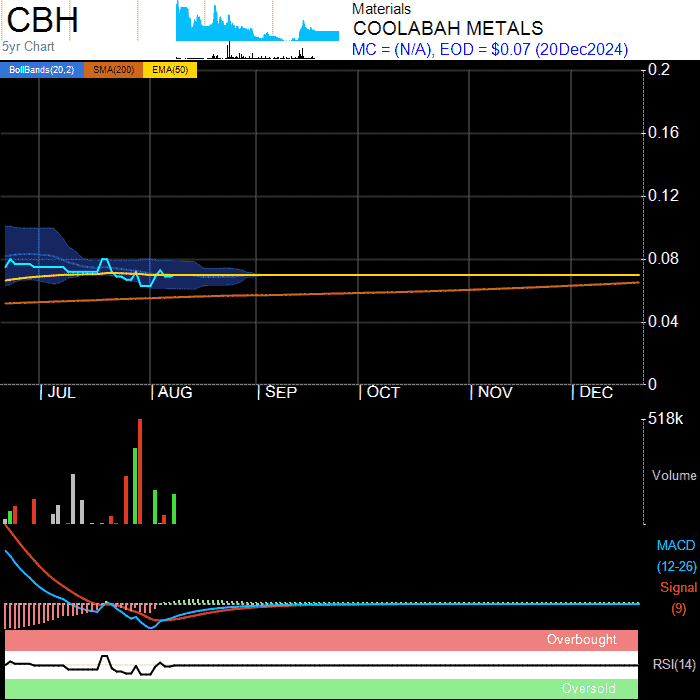 CBH
5yr Chart
Materials
COOLABAH METALS
MC = (N/A), EOD = $0.07 (20Dec2024)
BollBands(20,2) SMA(200) EMA(50)
0.2
0.16
0.12
0.08
0.04
0
JUL AUG SEP OCT NOV DEC
518k
Volume
MACD
(12-26)
Signal
(9)
Overbought
RSI(14)
Oversold